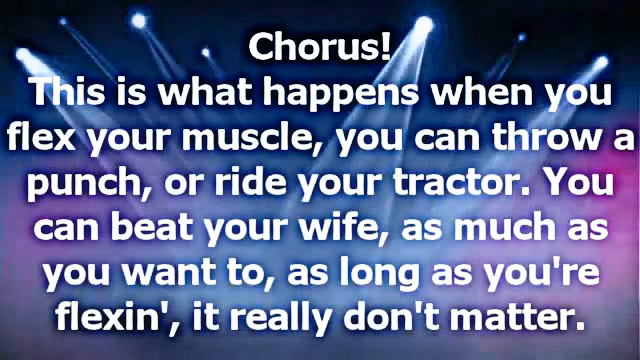 Chorus!
This is what happens when you
flex your muscle, you can throw a
punch, or ride your tractor. You
can beat your wife, as much as
you want to, as long as you're
flexin', it really don't matter.